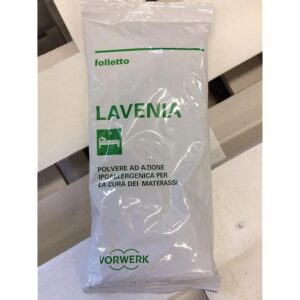 folletto
LAVENIA
POLVERE AD AZIONE
IPOALLERGENICA PER
LA CURA DEI MATERASSI
VORWERK